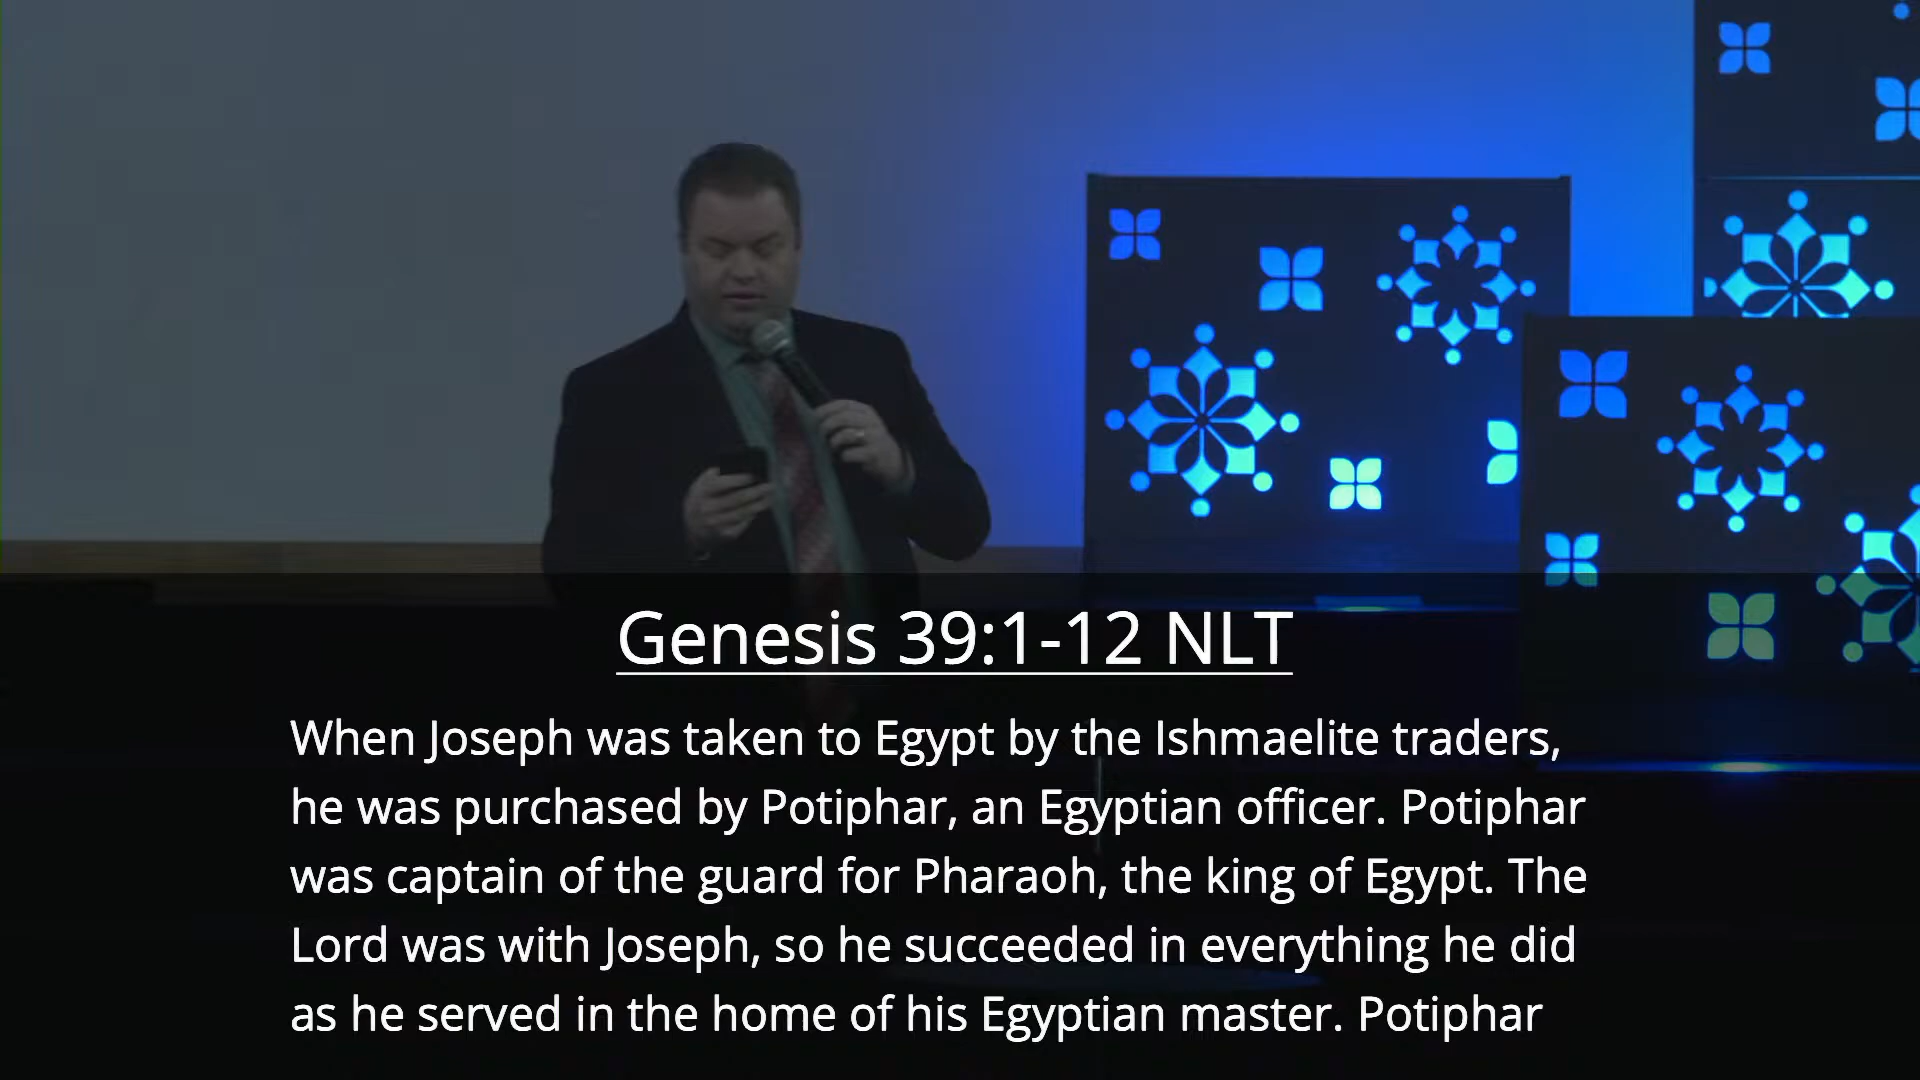 Genesis 39:1-12 NLT
When Joseph was taken to Egypt by the Ishmaelite traders,
he was purchased by Potiphar, an Egyptian officer. Potiphar
was captain of the guard for Pharaoh, the king of Egypt. The
Lord was with Joseph, so he succeeded in everything he did
as he served in the home of his Egyptian master. Potiphar